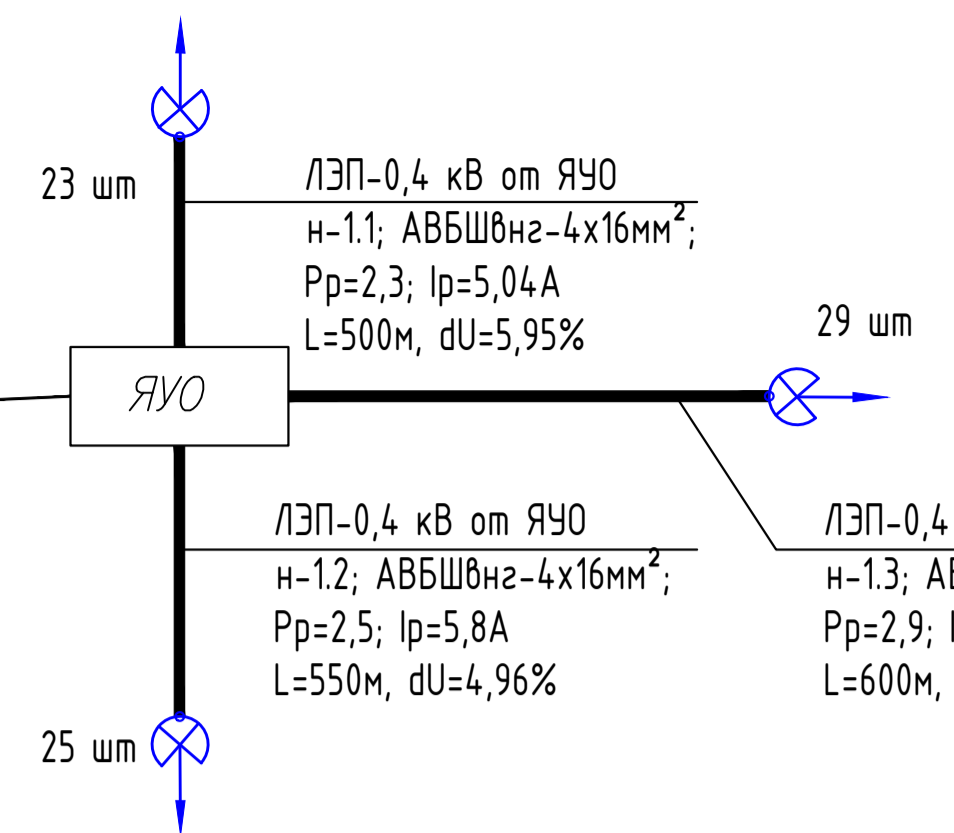 23 шт
ЛЭП-0,4 кВ от ЯУО
н-1.1; АВБШвнг-4х16мм²;
Рр=2,3; Iр=5,04А
L=500м, dU=5,95%
29 шт
ЯУО
ЛЭП-0,4 кВ от ЯУО
н-1.2; АВБШвнг-4х16мм²;
Рр=2,5; Iр=5,8А
L=550м, dU=4,96%
ЛЭП-0,4
н-1.3;
Рр=2,9;
L=600м,
25 шт